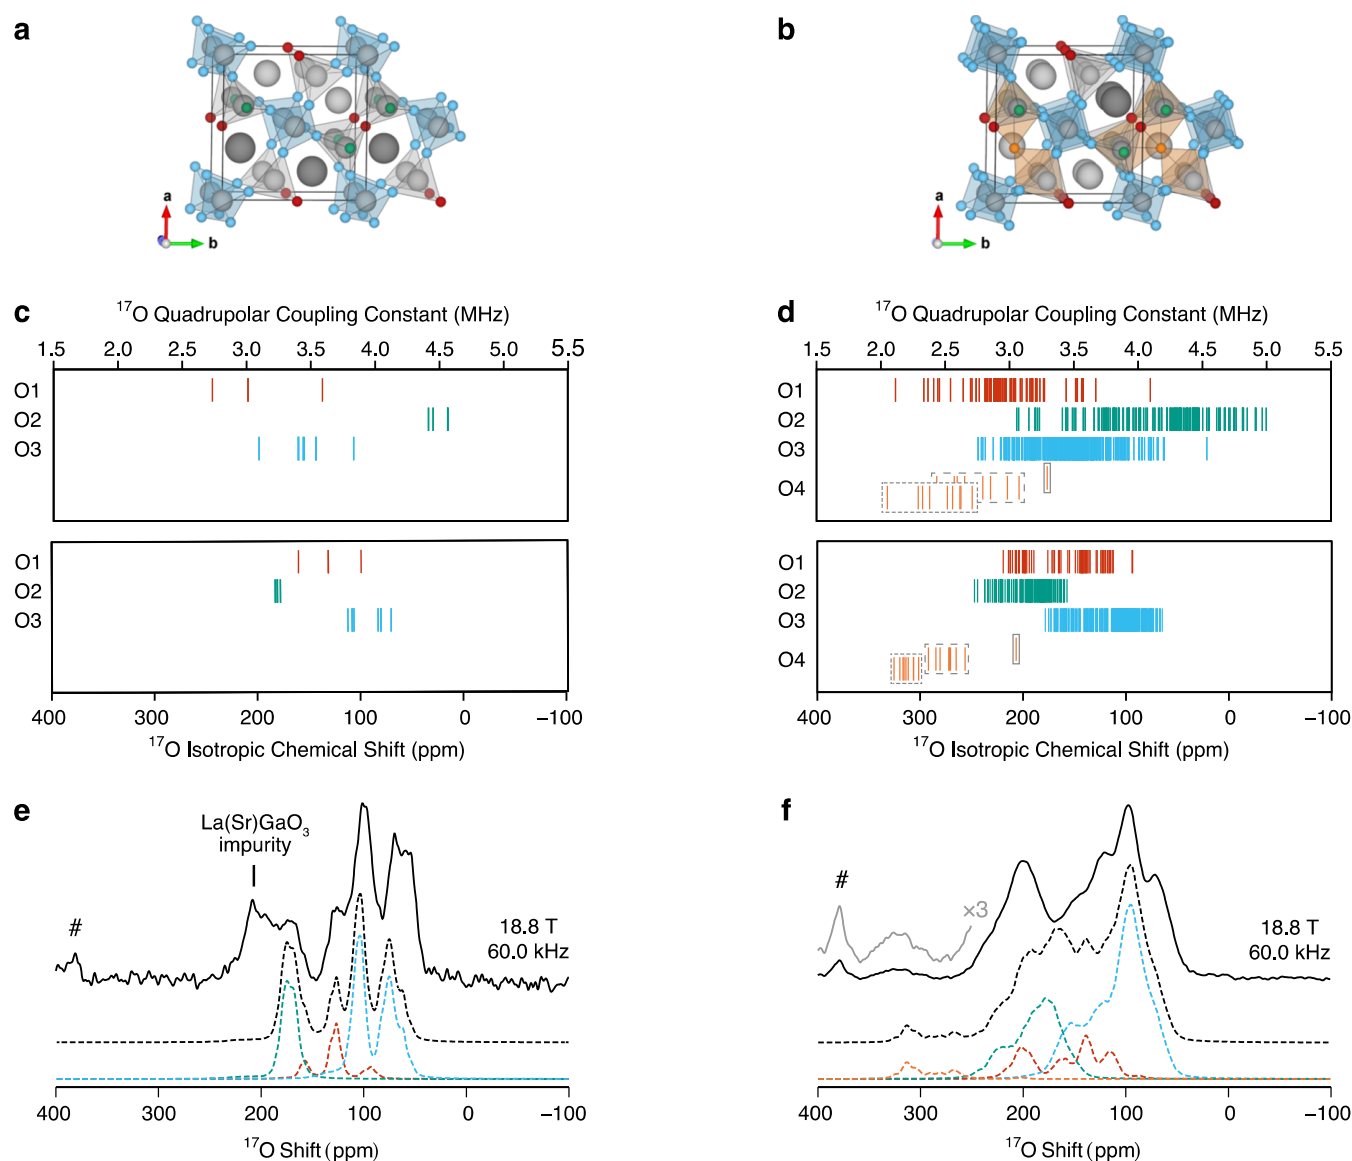 a
b
a
b
a
b
c
¹⁷O Quadrupolar Coupling Constant (MHz)
1.5 2.0 2.5 3.0 3.5 4.0 4.5 5.0 5.5
O1
O2
O3
O4
O1
O2
O3
O4
400 300 200 100 0 −100
¹⁷O Isotropic Chemical Shift (ppm)
d
¹⁷O Quadrupolar Coupling Constant (MHz)
1.5 2.0 2.5 3.0 3.5 4.0 4.5 5.0 5.5
O1
O2
O3
O4
O1
O2
O3
O4
400 300 200 100 0 −100
¹⁷O Isotropic Chemical Shift (ppm)
e
La(Sr)GaO₃
impurity
#
18.8 T
60.0 kHz
400 300 200 100 0 −100
¹⁷O Shift (ppm)
f
#
×3
18.8 T
60.0 kHz
400 300 200 100 0 −100
¹⁷O Shift (ppm)